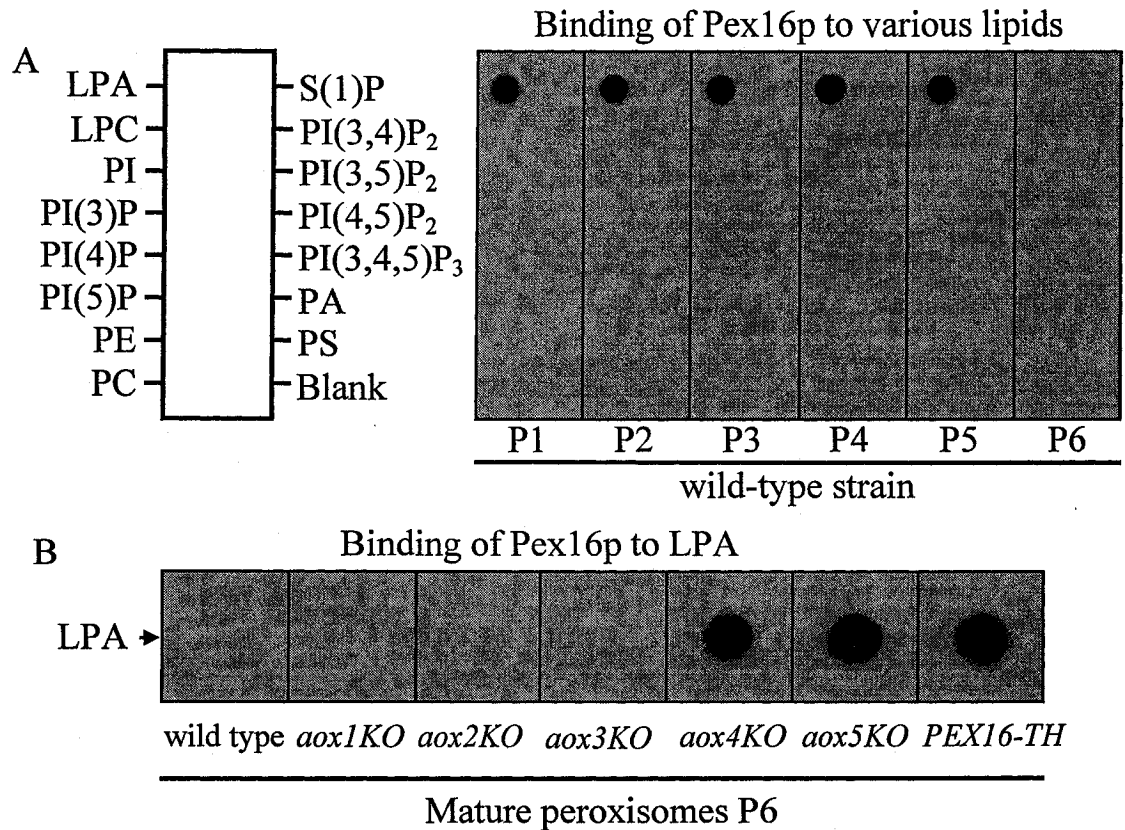 A
Binding of Pex16p to various lipids
LPA
S(1)P
LPC
PI(3,4)P₂
PI
PI(3,5)P₂
PI(3)P
PI(4,5)P₂
PI(4)P
PI(3,4,5)P₃
PI(5)P
PA
PE
PS
PC
Blank
P1 P2 P3 P4 P5 P6
wild-type strain
B
Binding of Pex16p to LPA
LPA
wild type aox1KO aox2KO aox3KO aox4KO aox5KO PEX16-TH
Mature peroxisomes P6